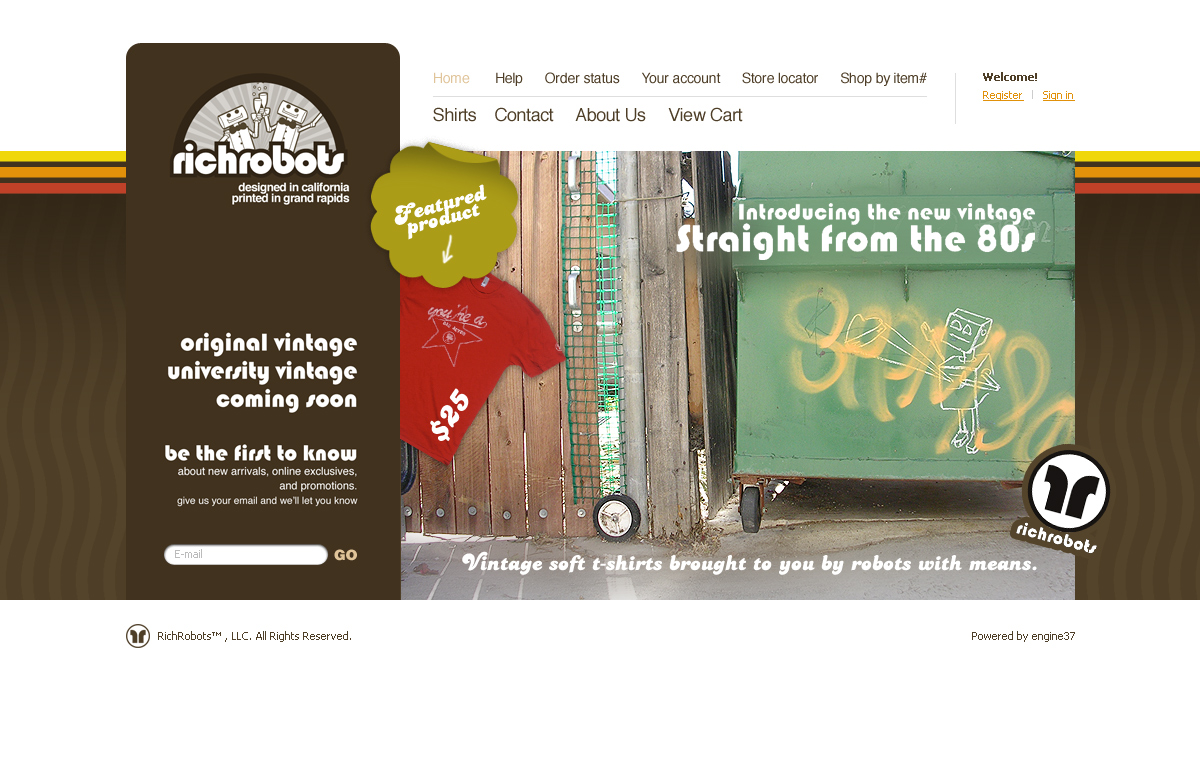 Home Help Order status Your account Store locator Shop by item#
Welcome!
Register Sign in
Shirts Contact About Us View Cart
richrobots
designed in california
printed in grand rapids
Featured
product
Introducing the new vintage
Straight from the 80s
you're a
$25
original vintage
university vintage
coming soon
be the first to know
about new arrivals, online exclusives,
and promotions.
give us your email and we'll let you know
E-mail GO
richrobots
Vintage soft t-shirts brought to you by robots with means.
RichRobots™ , LLC. All Rights Reserved.
Powered by engine37